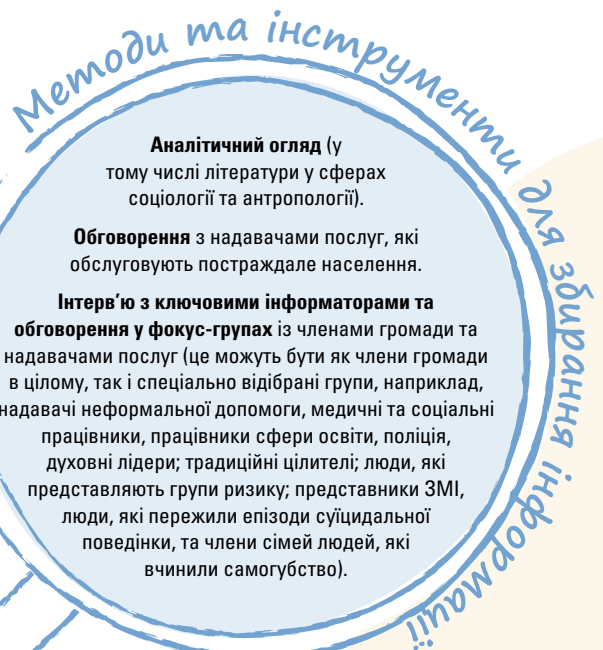 Методи та інструменти для збирання інформації
Аналітичний огляд (у
тому числі літератури у сферах
соціології та антропології).
Обговорення з надавачами послуг, які
обслуговують постраждале населення.
Інтерв'ю з ключовими інформаторами та
обговорення у фокус-групах із членами громади та
надавачами послуг (це можуть бути як члени громади
в цілому, так і спеціально відібрані групи, наприклад,
надавачі неформальної допомоги, медичні та соціальні
працівники, працівники сфери освіти, поліція,
духовні лідери; традиційні цілителі; люди, які
представляють групи ризику; представники ЗМІ,
люди, які пережили епізоди суїцидальної
поведінки, та члени сімей людей, які
вчинили самогубство).